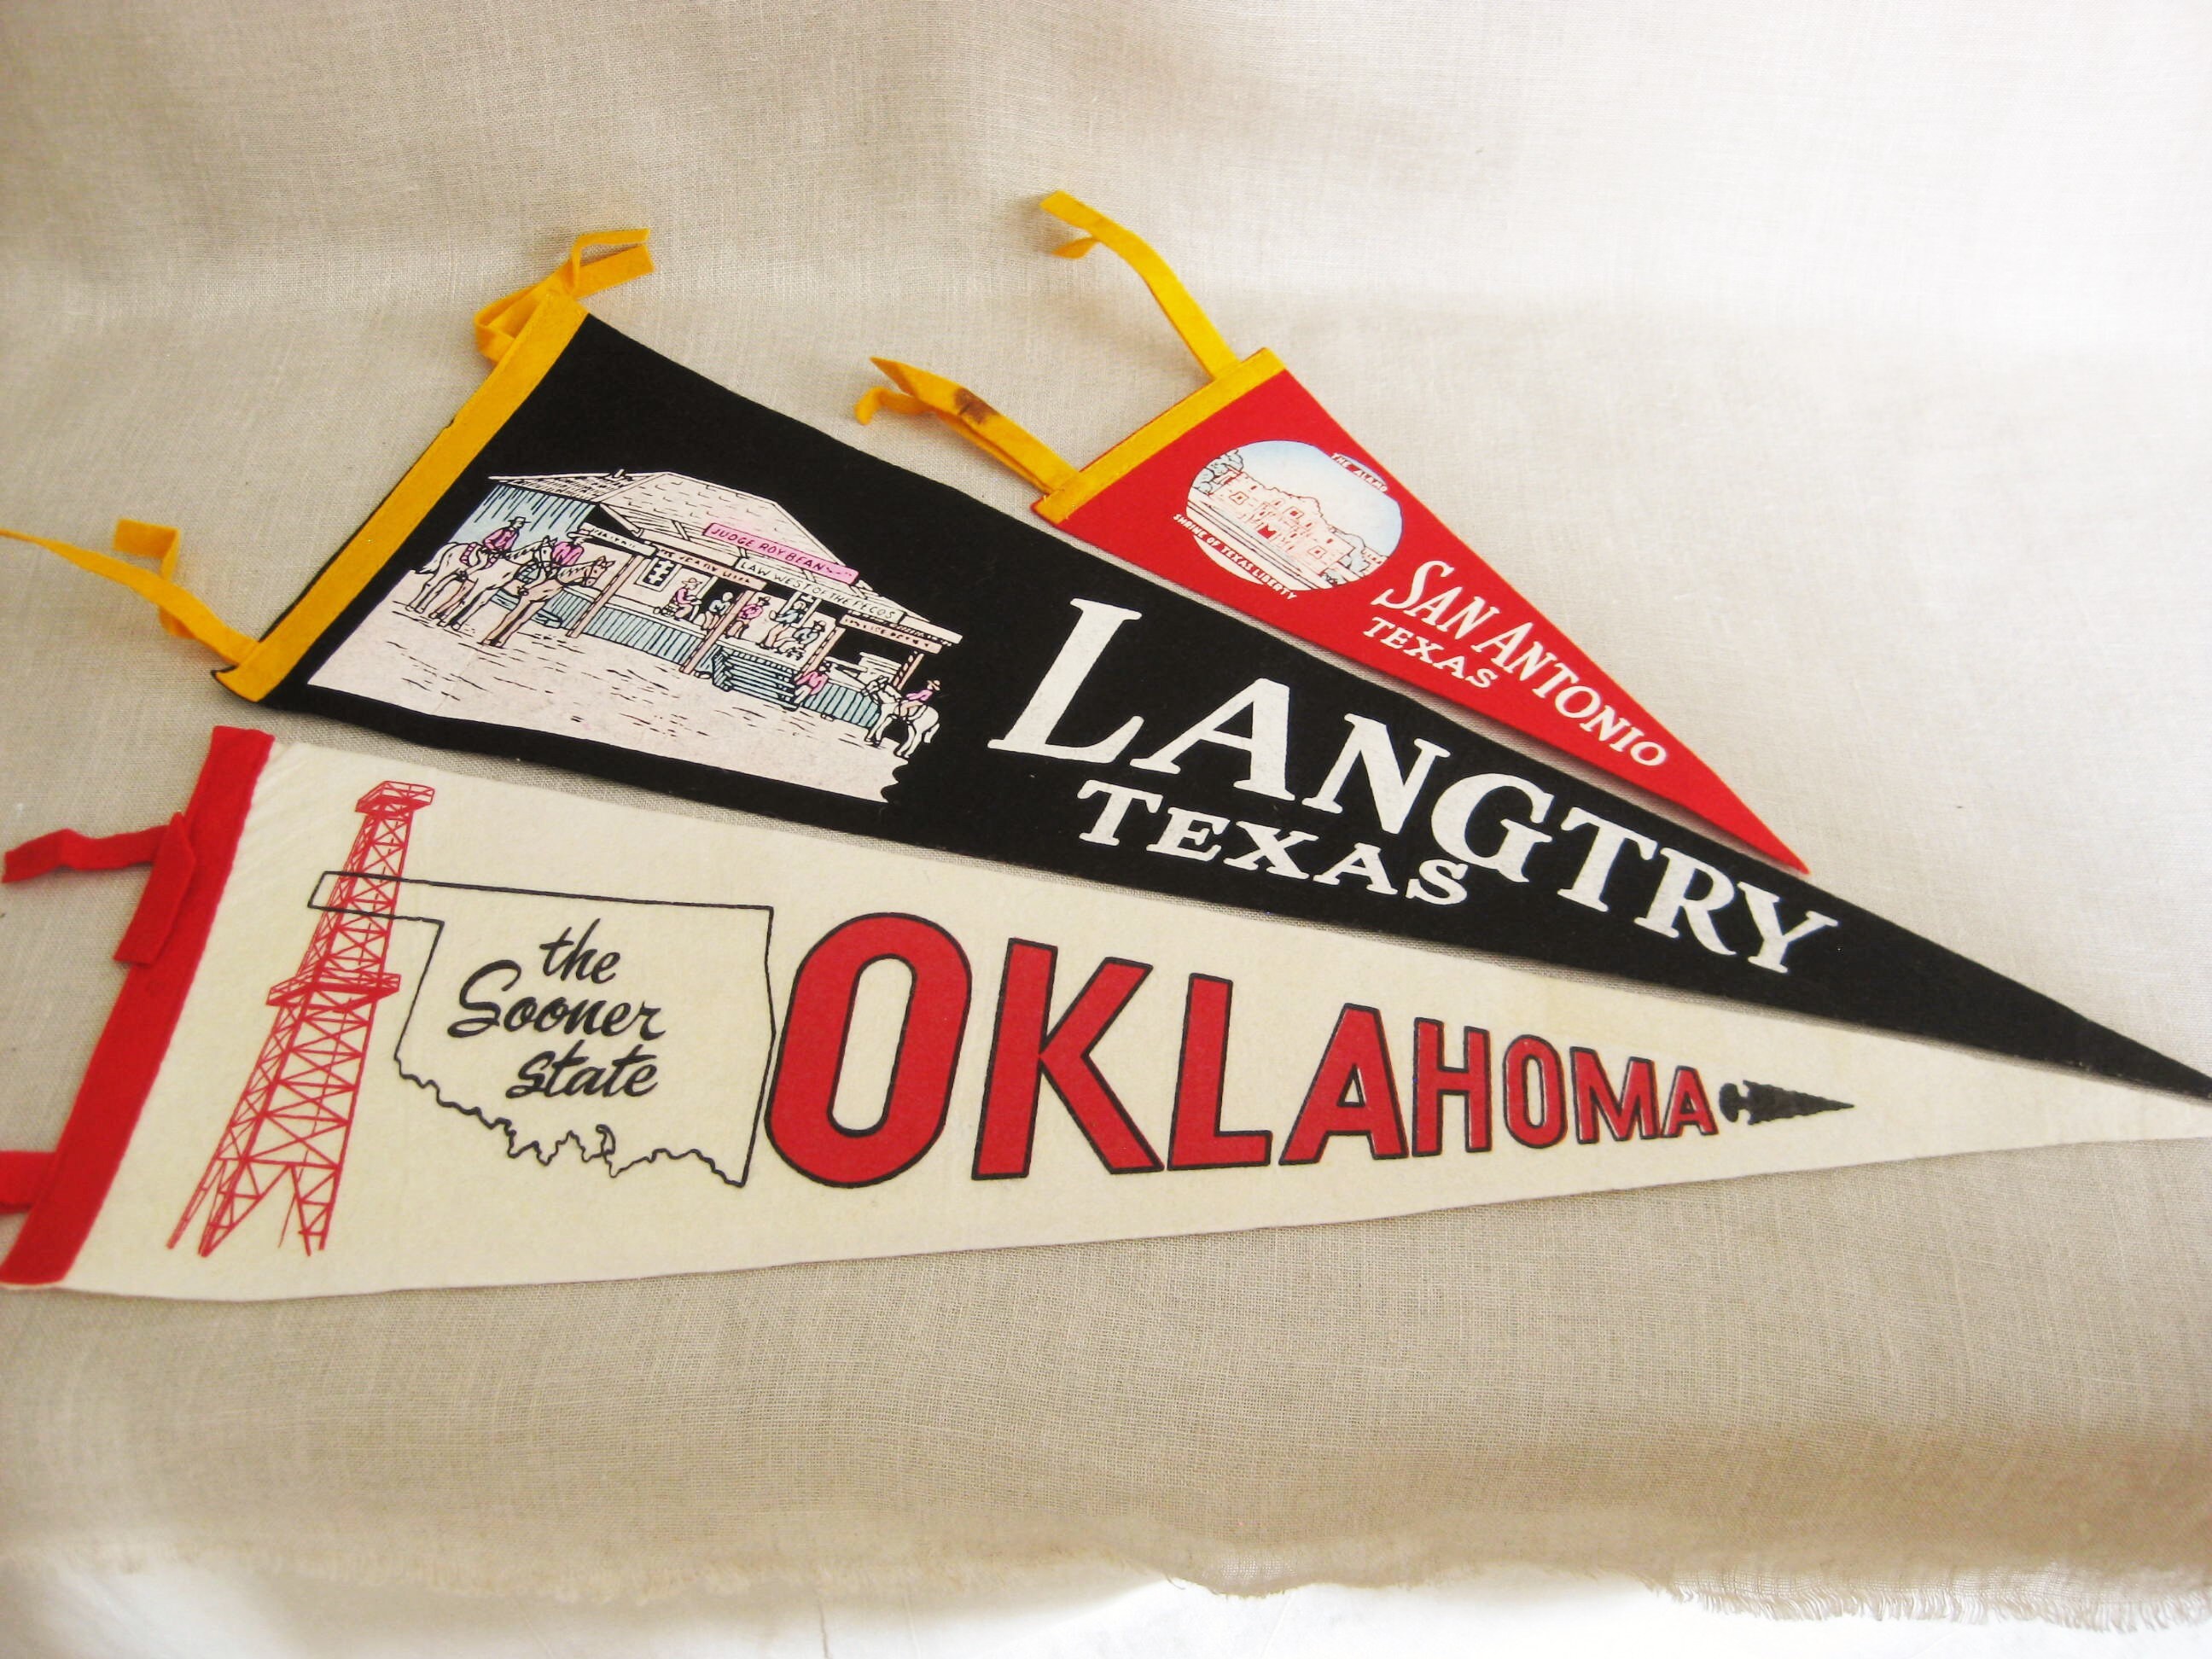 THE ALAMO
SHRINE OF TEXAS LIBERTY
SAN ANTONIO
TEXAS
JUDGE ROY BEAN
LAW WEST OF THE PECOS
LANGTRY
TEXAS
the
Sooner
State
OKLAHOMA